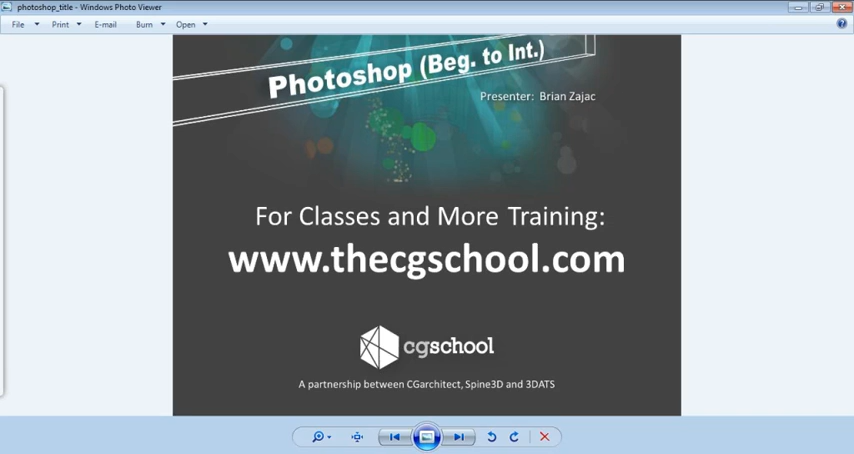 photoshop_title - Windows Photo Viewer
File Print E-mail Burn Open
Photoshop (Beg. to Int.)
Presenter: Brian Zajac
For Classes and More Training:
www.thecgschool.com
cgschool
A partnership between CGarchitect, Spine3D and 3DATS